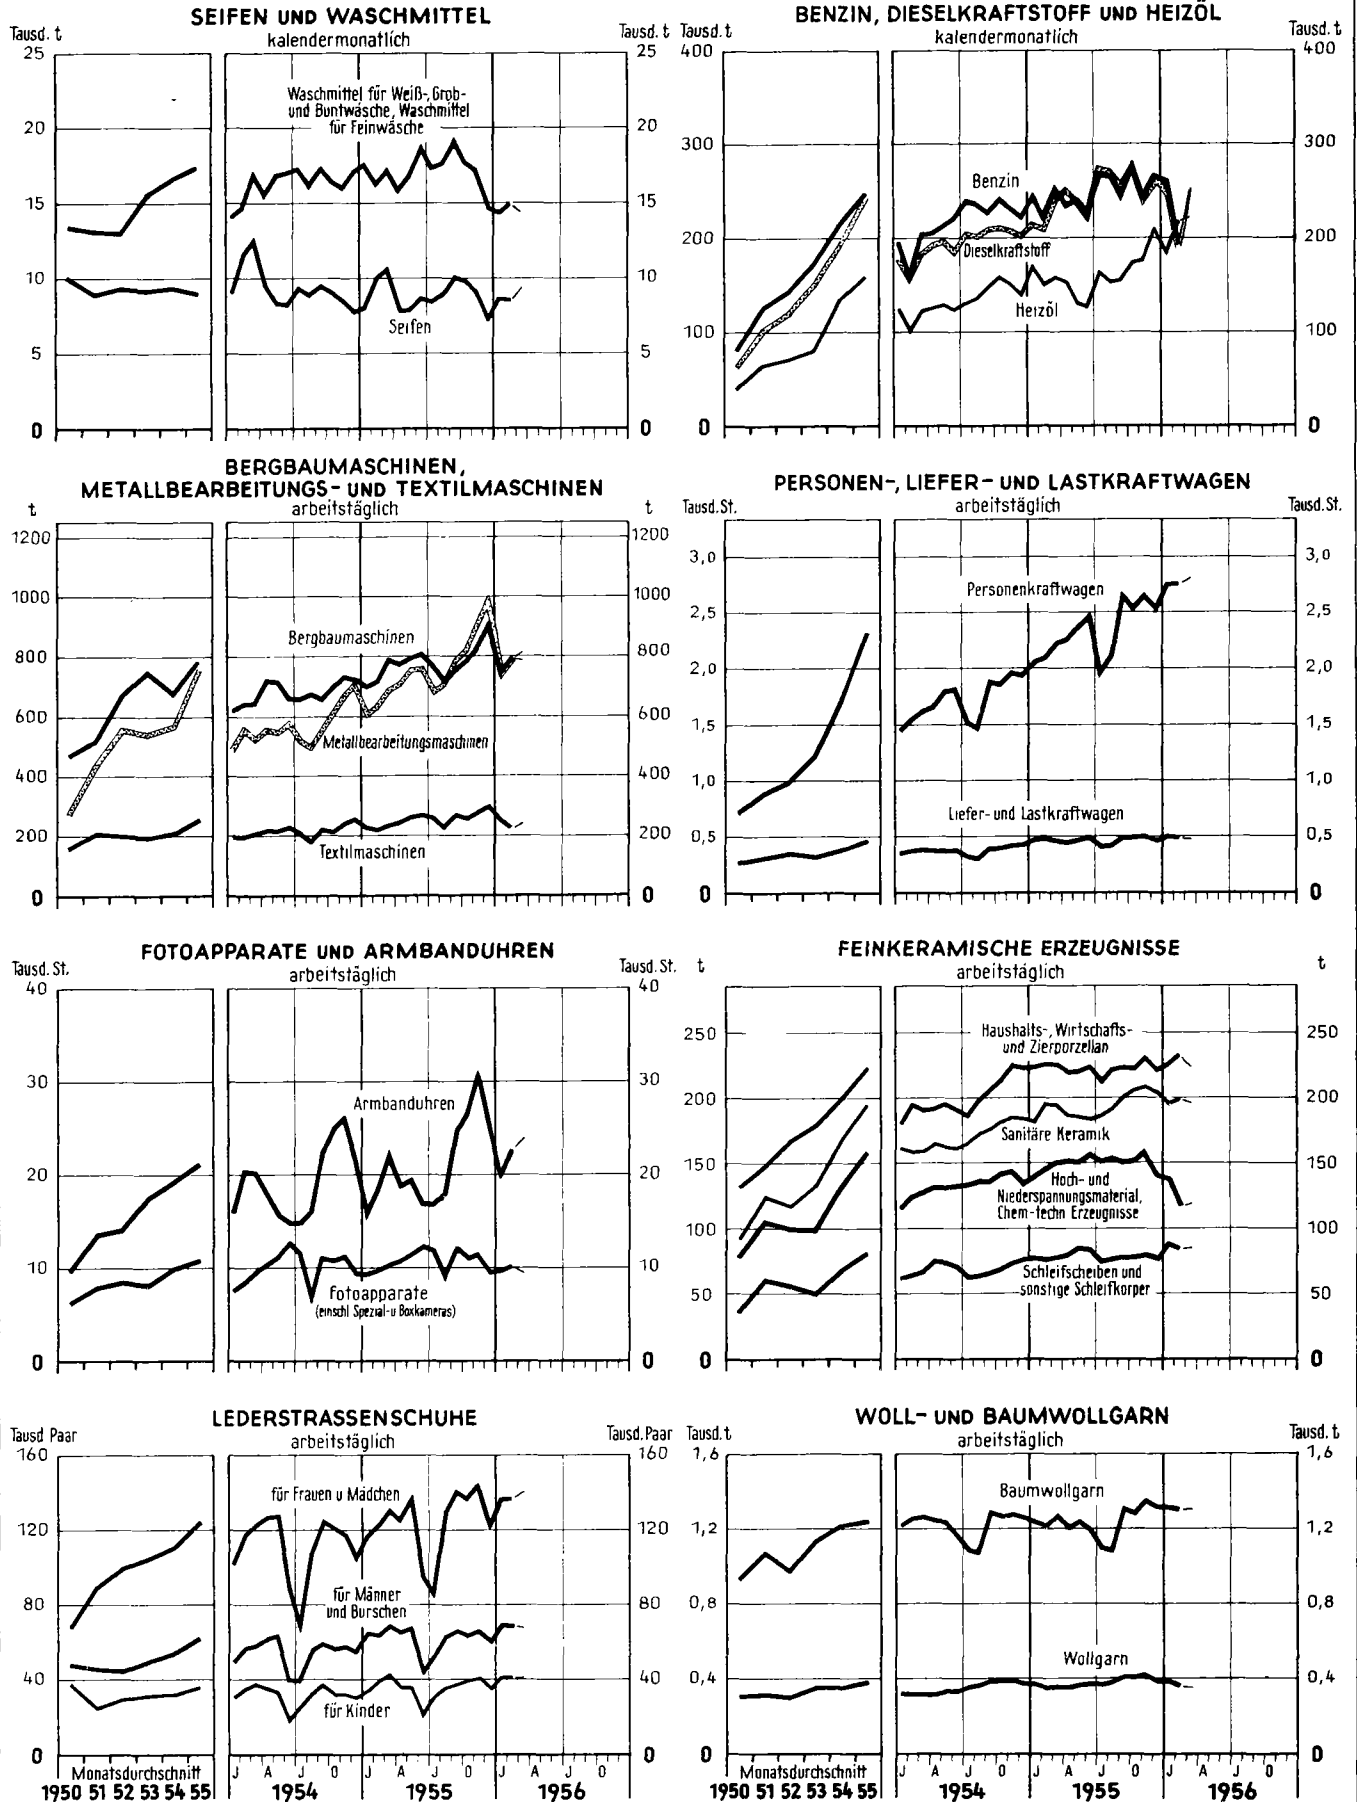 SEIFEN UND WASCHMITTEL
kalendermonatlich
Tausd. t
Tausd. t
25
20
15
10
5
0
25
20
15
10
5
0
Waschmittel für Weiß-, Grob-
und Buntwäsche, Waschmittel
für Feinwäsche
Seifen
BENZIN, DIESELKRAFTSTOFF UND HEIZÖL
kalendermonatlich
Tausd. t
Tausd. t
400
300
200
100
0
400
300
200
100
0
Benzin
Dieselkraftstoff
Heizöl
BERGBAUMASCHINEN,
METALLBEARBEITUNGS- UND TEXTILMASCHINEN
arbeitstäglich
t
t
1200
1000
800
600
400
200
0
1200
1000
800
600
400
200
0
Bergbaumaschinen
Metallbearbeitungsmaschinen
Textilmaschinen
PERSONEN-, LIEFER- UND LASTKRAFTWAGEN
arbeitstäglich
Tausd. St.
Tausd. St.
3,0
2,5
2,0
1,5
1,0
0,5
0
3,0
2,5
2,0
1,5
1,0
0,5
0
Personenkraftwagen
Liefer- und Lastkraftwagen
FOTOAPPARATE UND ARMBANDUHREN
arbeitstäglich
Tausd. St.
Tausd. St.
40
30
20
10
0
40
30
20
10
0
Armbanduhren
Fotoapparate
(einschl Spezial- u Boxkameras)
FEINKERAMISCHE ERZEUGNISSE
arbeitstäglich
t
t
250
200
150
100
50
0
250
200
150
100
50
0
Haushalts-, Wirtschafts-
und Zierporzellan
Sanitäre Keramik
Hoch- und
Niederspannungsmaterial,
Chem-techn Erzeugnisse
Schleifscheiben und
sonstige Schleifkörper
LEDERSTRASSENSCHUHE
arbeitstäglich
Tausd Paar
Tausd. Paar
160
120
80
40
0
160
120
80
40
0
für Frauen u Mädchen
für Männer
und Burschen
für Kinder
Monatsdurchschnitt
1950 51 52 53 54 55
J A J O J A J O J A J O
1954 1955 1956
WOLL- UND BAUMWOLLGARN
arbeitstäglich
Tausd. t
Tausd. t
1,6
1,2
0,8
0,4
0
1,6
1,2
0,8
0,4
0
Baumwollgarn
Wollgarn
Monatsdurchschnitt
1950 51 52 53 54 55
J A J O J A J O J A J O
1954 1955 1956